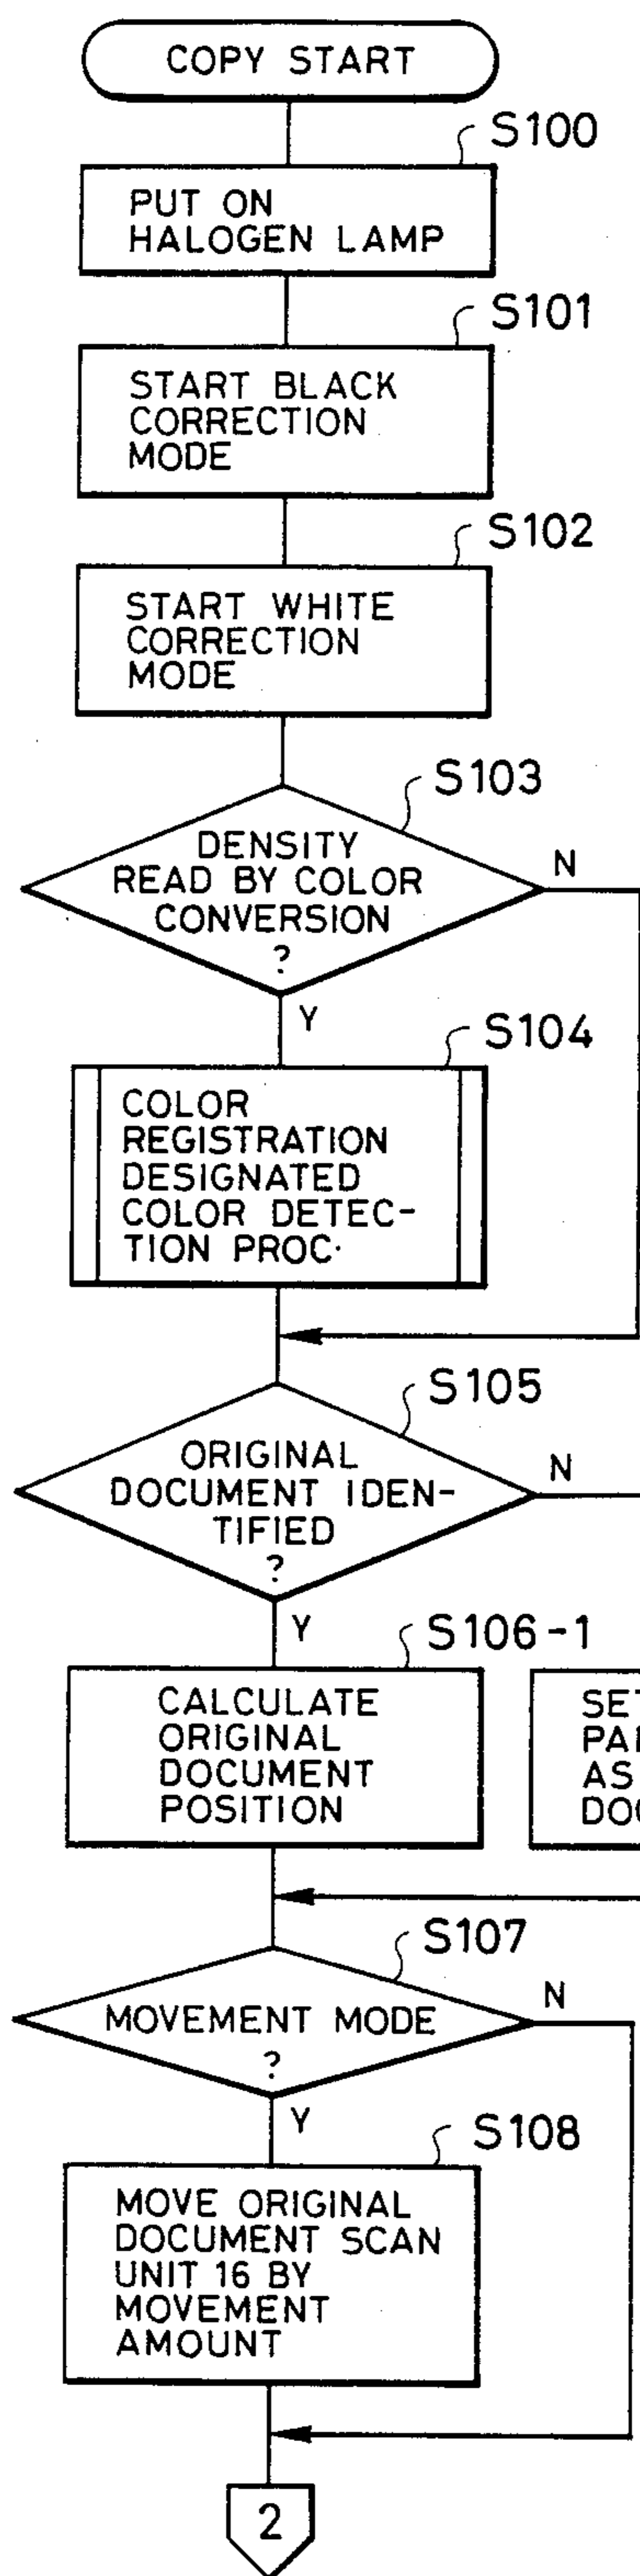 COPY START
S100
PUT ON
HALOGEN LAMP
S101
START BLACK
CORRECTION
MODE
S102
START WHITE
CORRECTION
MODE
S103
DENSITY
READ BY COLOR
CONVERSION
?
N
Y
S104
COLOR
REGISTRATION
DESIGNATED
COLOR DETEC-
TION PROC.
S105
ORIGINAL
DOCUMENT IDEN-
TIFIED
?
N
Y
S106-1
CALCULATE
ORIGINAL
DOCUMENT
POSITION
SET
AS
S107
MOVEMENT MODE
?
N
Y
S108
MOVE ORIGINAL
DOCUMENT SCAN
UNIT 16 BY
MOVEMENT
AMOUNT
2